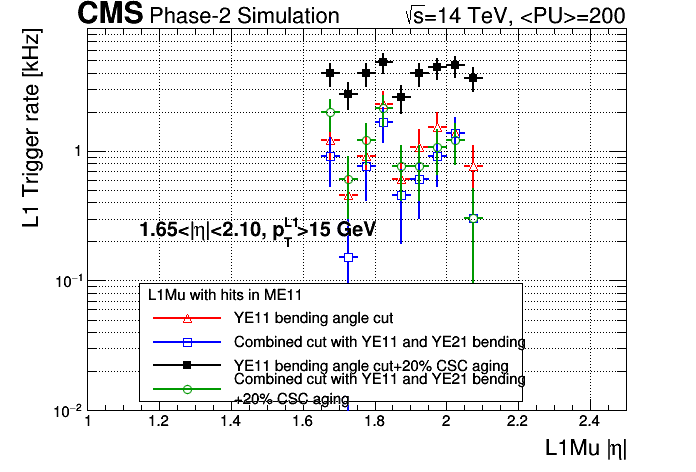 CMS Phase-2 Simulation √s=14 TeV, <PU>=200
L1 Trigger rate [kHz]
1
10⁻¹
10⁻²
1.65<|η|<2.10, p_T^L1>15 GeV
L1Mu with hits in ME11
YE11 bending angle cut
Combined cut with YE11 and YE21 bending
YE11 bending angle cut+20% CSC aging
Combined cut with YE11 and YE21 bending
+20% CSC aging
1 1.2 1.4 1.6 1.8 2 2.2 2.4
L1Mu |η|